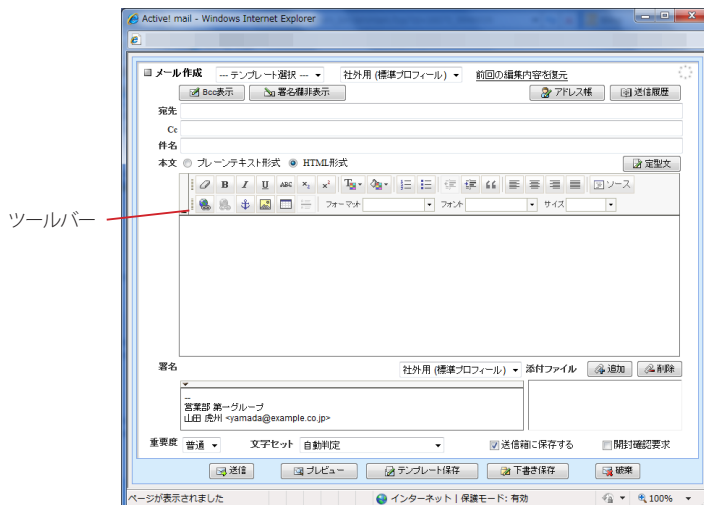 Active! mail - Windows Internet Explorer
メール作成 --- テンプレート選択 --- 社外用 (標準プロフィール) 前回の編集内容を復元
Bcc表示 署名欄非表示 アドレス帳 送信履歴
宛先
Cc
件名
本文 プレーンテキスト形式 HTML形式 定型文
B I U ABC x₂ x² ソース
ツールバー
フォーマット フォント サイズ
署名 社外用 (標準プロフィール) 添付ファイル 追加 削除
--
営業部 第一グループ
山田 虎州 <yamada@example.co.jp>
重要度 普通 文字セット 自動判定 送信箱に保存する 開封確認要求
送信 プレビュー テンプレート保存 下書き保存 破棄
ページが表示されました インターネット | 保護モード: 有効 100%